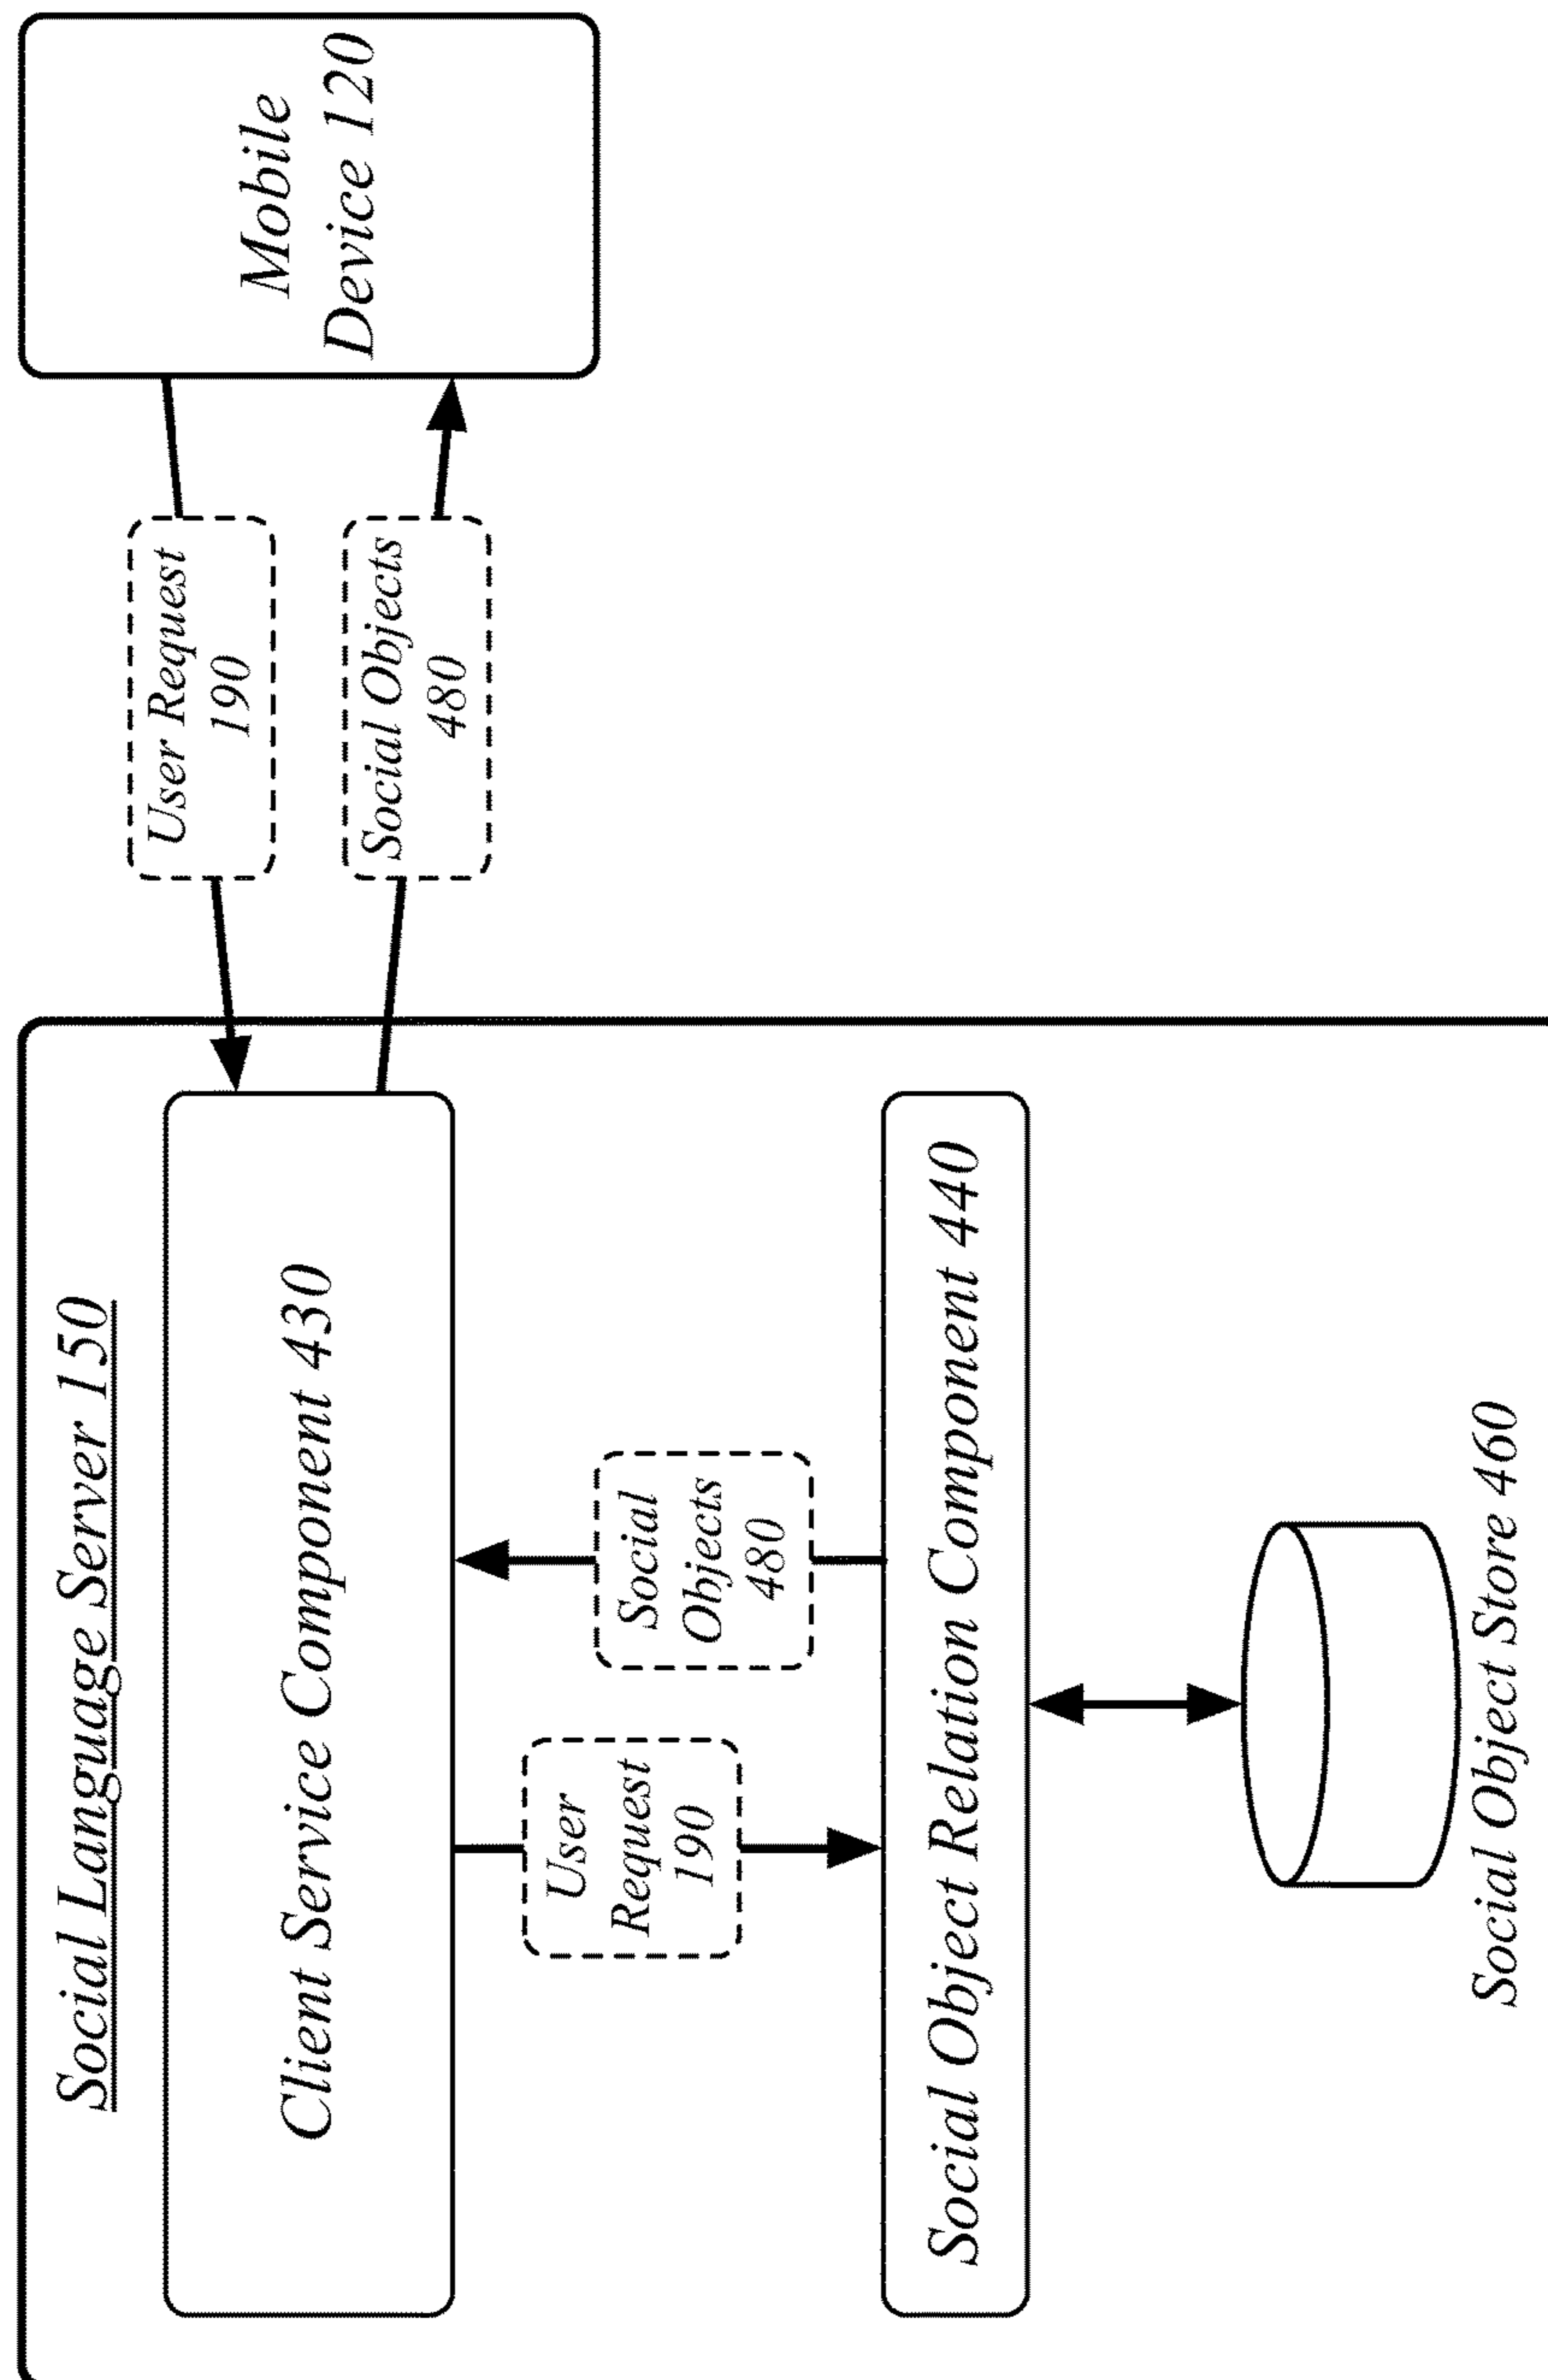 Social Language Server 150
Client Service Component 430
User Request
190
Social Objects
480
Mobile
Device 120
User
Request
190
Social
Objects
480
Social Object Relation Component 440
Social Object Store 460